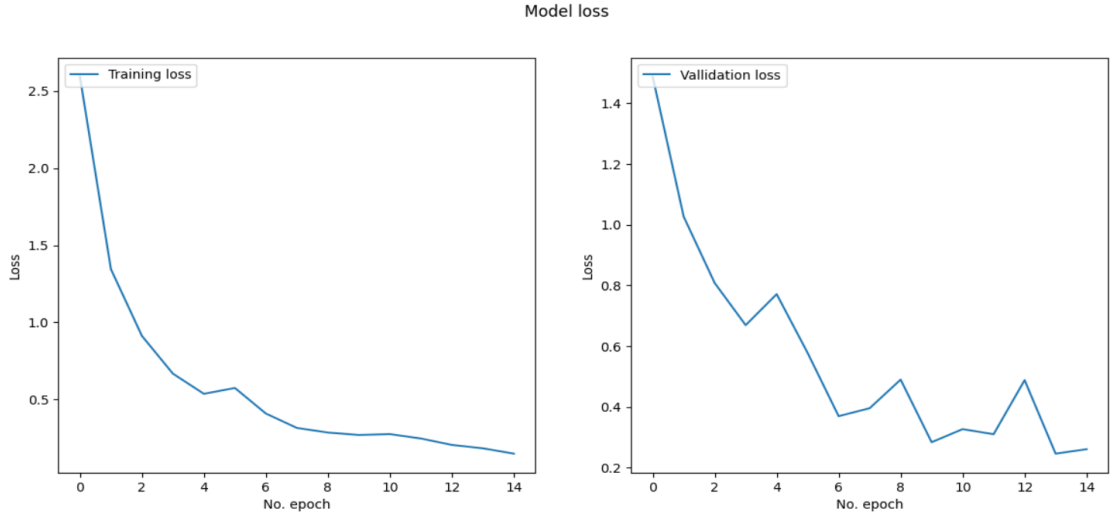 Model loss
Training loss
2.5
2.0
1.5
1.0
0.5
Loss
0 2 4 6 8 10 12 14
No. epoch
Vallidation loss
1.4
1.2
1.0
0.8
0.6
0.4
0.2
Loss
0 2 4 6 8 10 12 14
No. epoch